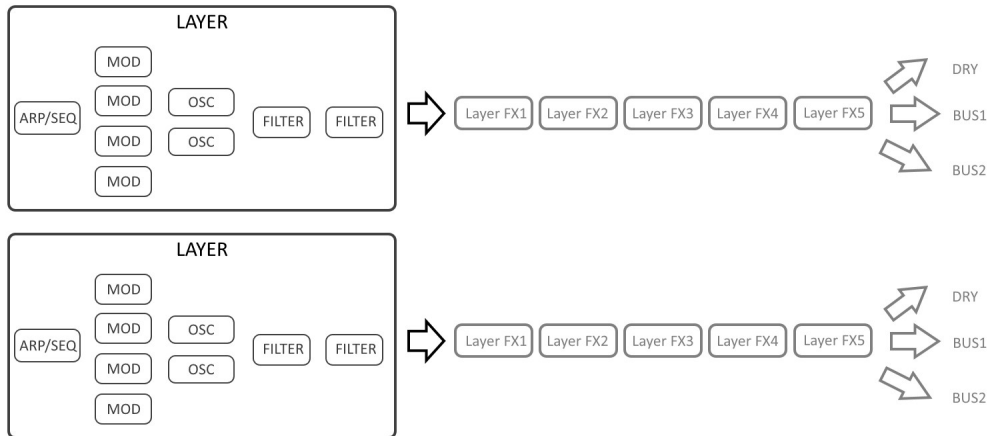 LAYER
MOD
DRY
MOD
OSC
ARP/SEQ
FILTER
FILTER
Layer FX1
Layer FX2
Layer FX3
Layer FX4
Layer FX5
BUS1
MOD
OSC
MOD
BUS2
LAYER
MOD
DRY
MOD
OSC
ARP/SEQ
FILTER
FILTER
Layer FX1
Layer FX2
Layer FX3
Layer FX4
Layer FX5
BUS1
MOD
OSC
MOD
BUS2